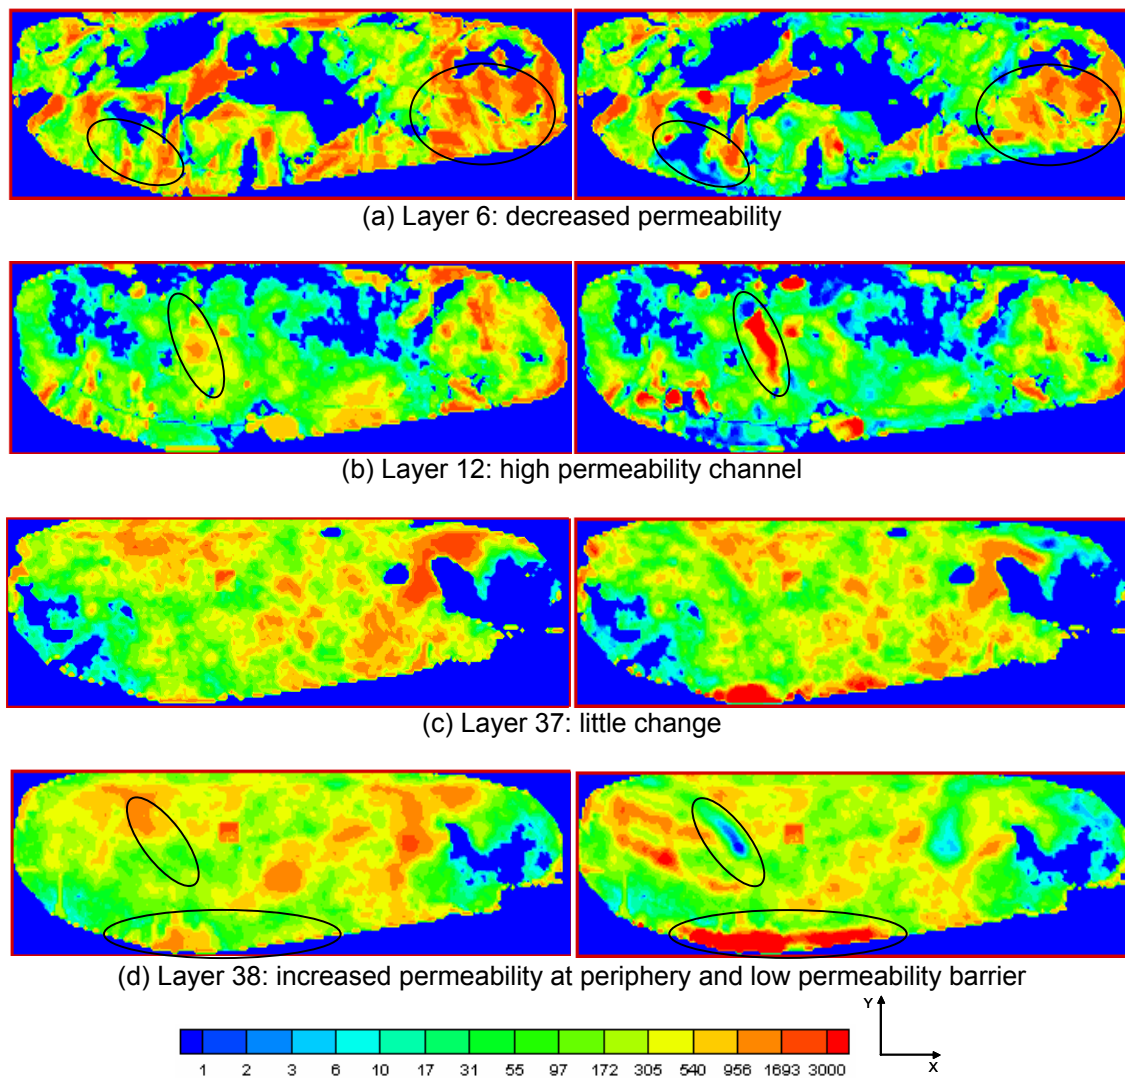 (a) Layer 6: decreased permeability
(b) Layer 12: high permeability channel
(c) Layer 37: little change
(d) Layer 38: increased permeability at periphery and low permeability barrier
Y
X
1 2 3 6 10 17 31 55 97 172 305 540 956 1693 3000